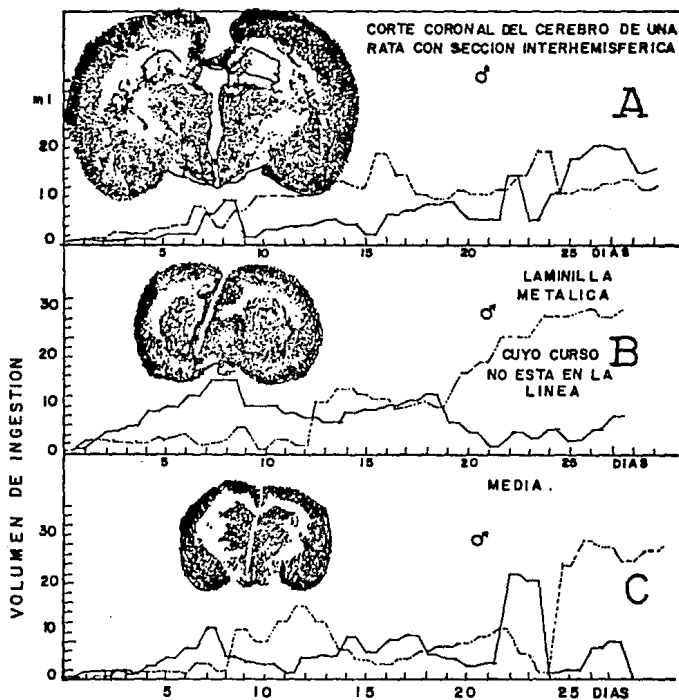 CORTE CORONAL DEL CEREBRO DE UNA
RATA CON SECCION INTERHEMISFERICA
♂
A
ml
20
10
0
5 10 15 20 25 DIAS
LAMINILLA
METALICA
♂
B
CUYO CURSO
NO ESTA EN LA
LINEA
30
20
10
0
5 10 15 20 25 DIAS
MEDIA.
♂
C
30
20
10
0
5 10 15 20 25 DIAS
VOLUMEN DE INGESTION